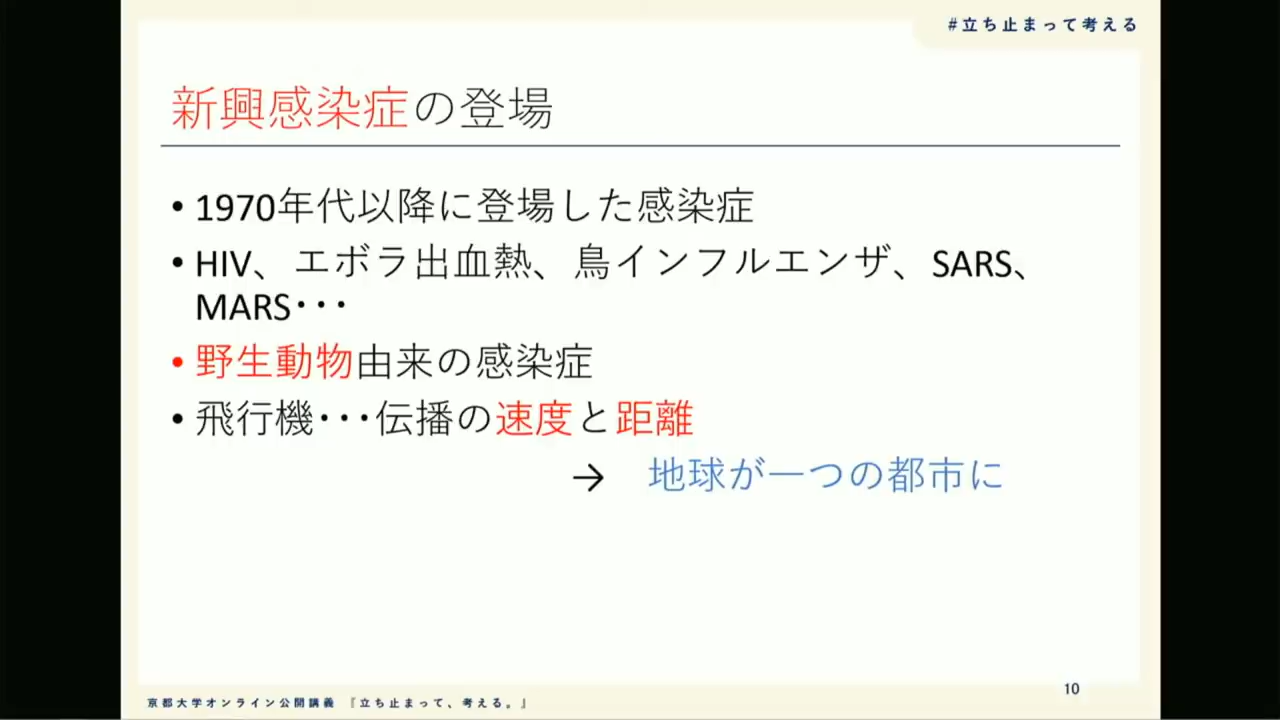 #立ち止まって考える
新興感染症の登場
• 1970年代以降に登場した感染症
• HIV、エボラ出血熱、鳥インフルエンザ、SARS、
MARS･･･
• 野生動物由来の感染症
• 飛行機･･･伝播の速度と距離
→ 地球が一つの都市に
10
京都大学オンライン公開講義 『立ち止まって、考える。』